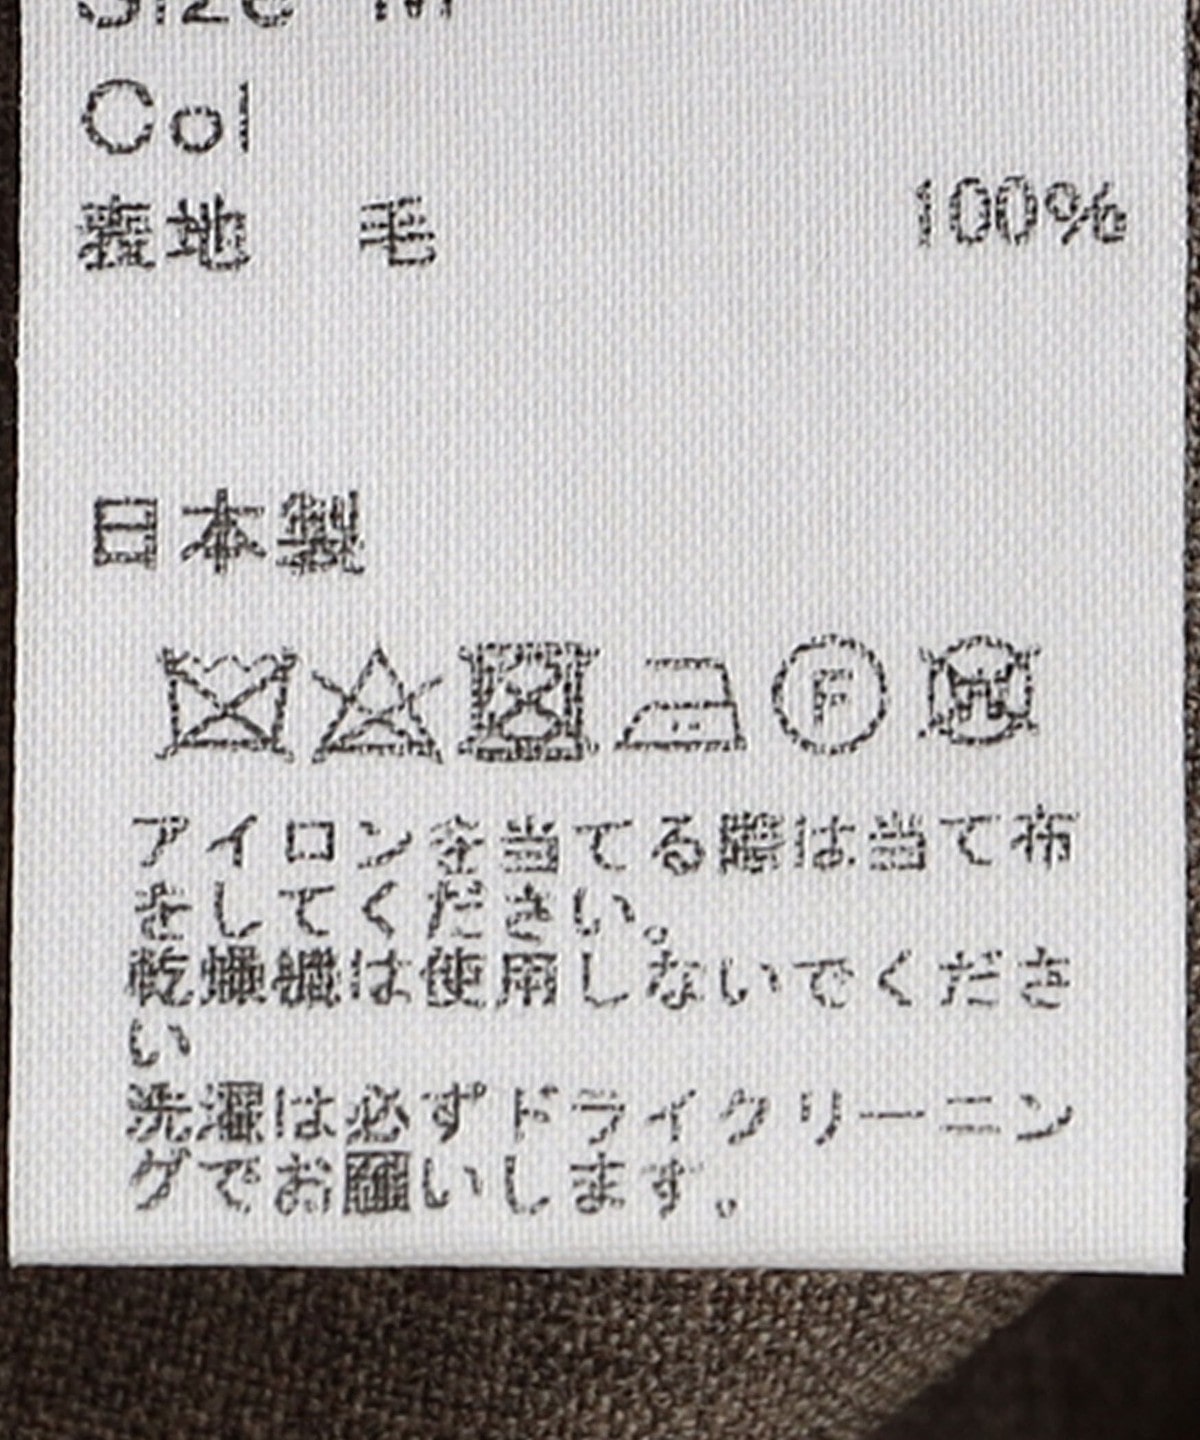 Size M
Col
表地 毛 100%
日本製
F
W
アイロンを当てる際は当て布
をしてください。
乾燥機は使用しないでくださ
い
洗濯は必ずドライクリーニン
グでお願いします。